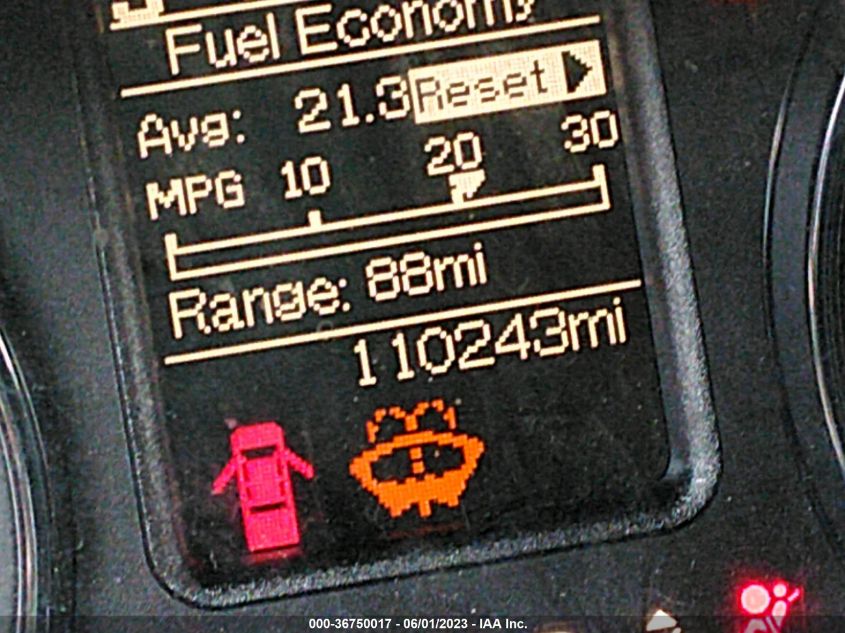 Fuel Economy
Avg: 21.3 Reset
MPG 10 20 30
Range: 88mi
110243mi
000-36750017 - 06/01/2023 - IAA Inc.